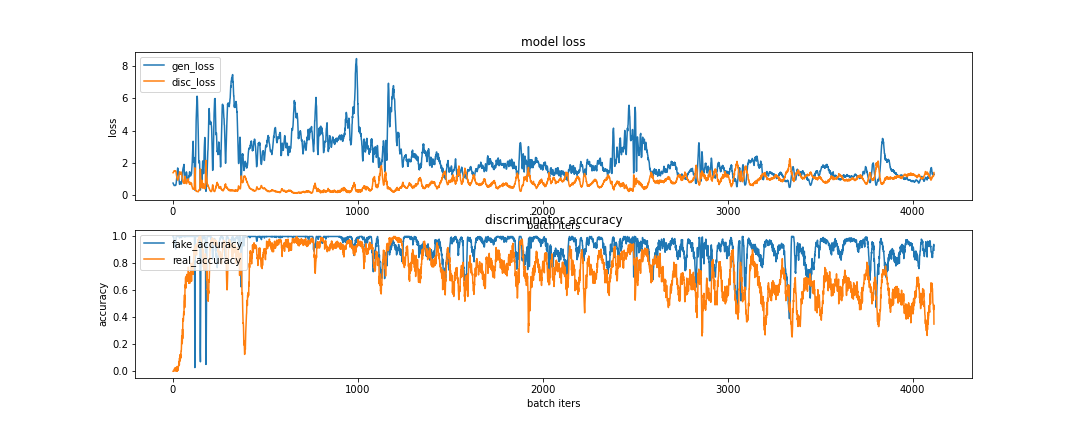 model loss
gen_loss
disc_loss
loss
8
6
4
2
0
0
1000
2000
3000
4000
batch iters
discriminator accuracy
fake_accuracy
real_accuracy
accuracy
1.0
0.8
0.6
0.4
0.2
0.0
0
1000
2000
3000
4000
batch iters